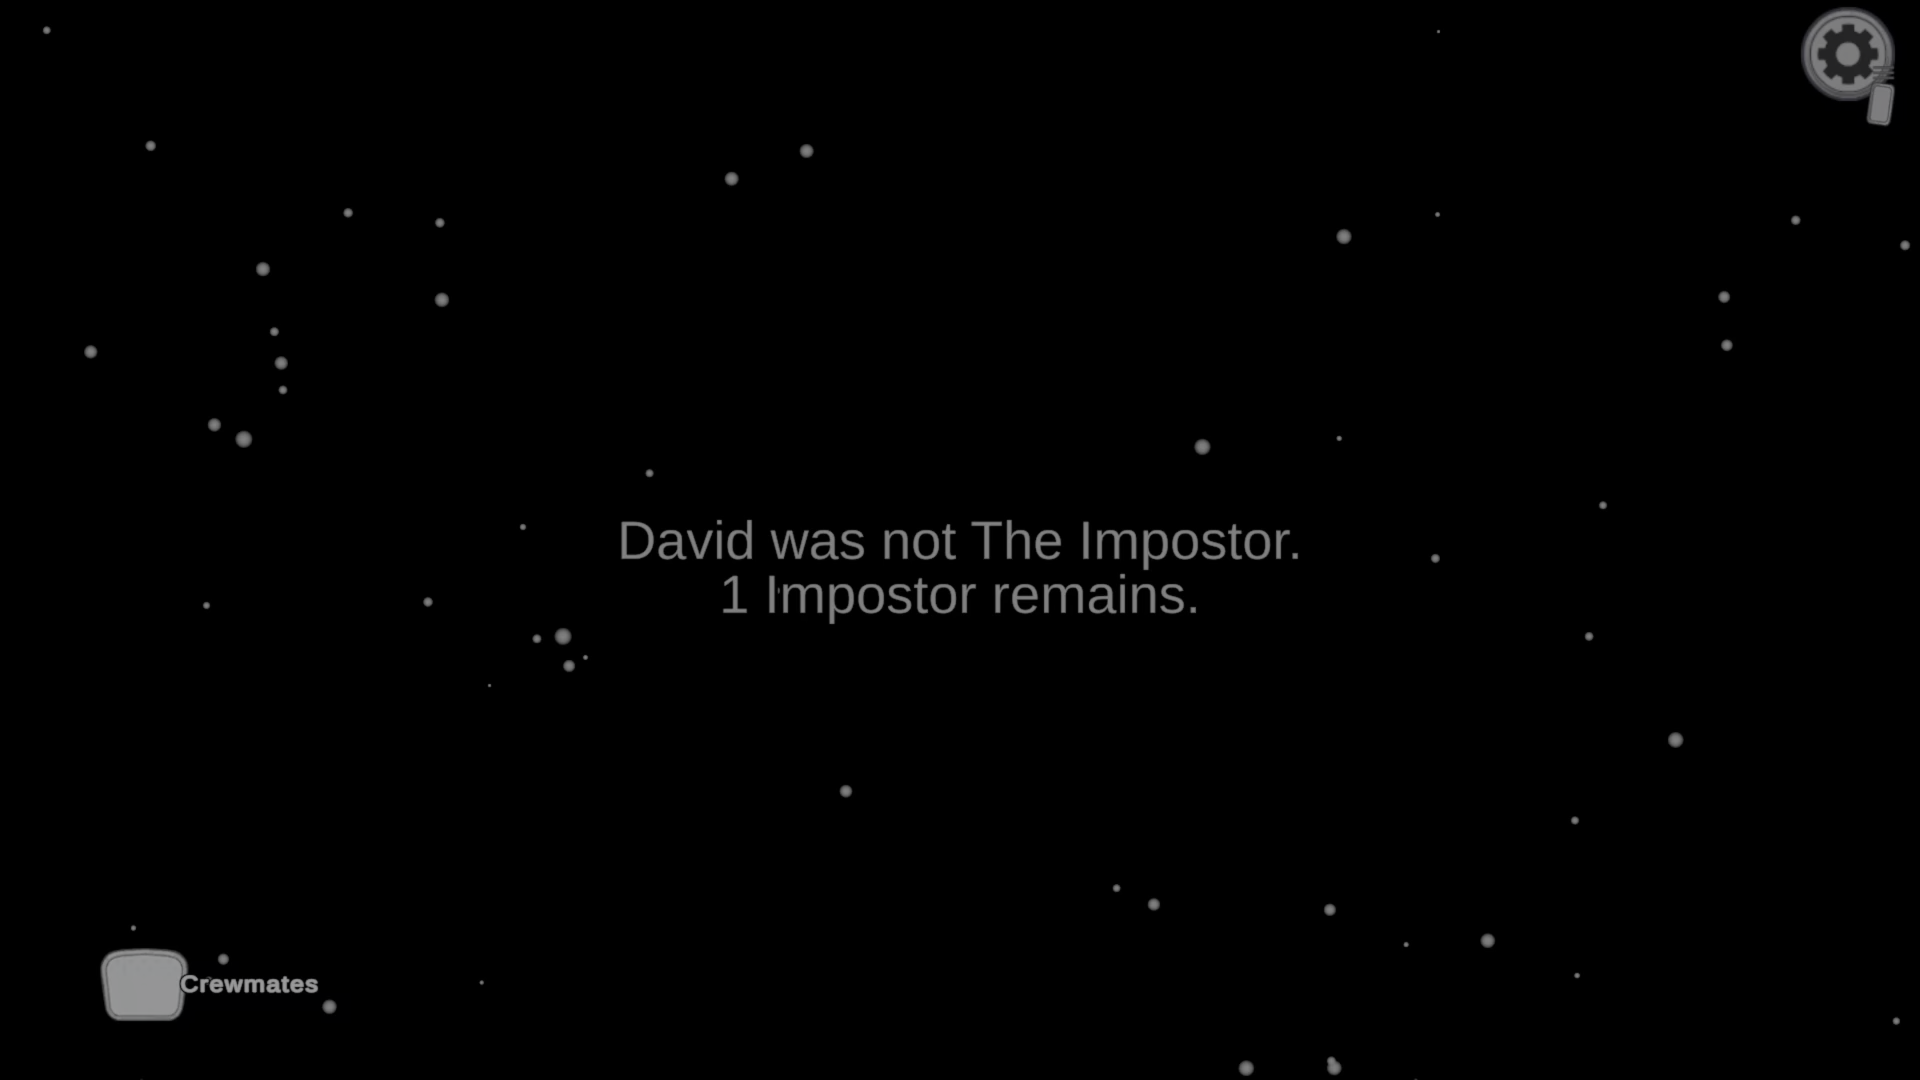 David was not The Impostor.
1 Impostor remains.
Crewmates